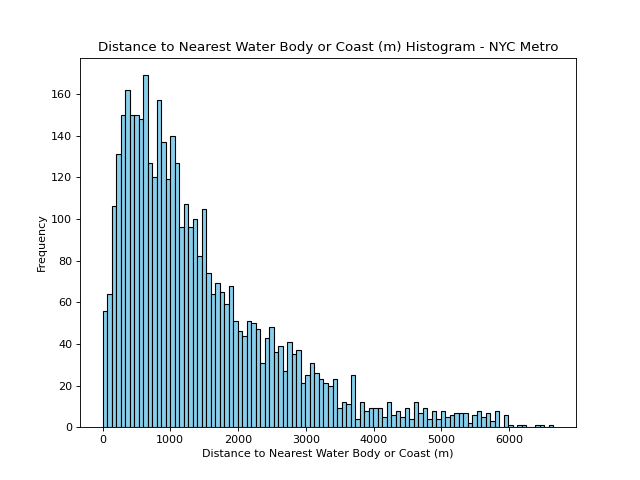 Distance to Nearest Water Body or Coast (m) Histogram - NYC Metro
160
140
120
100
80
60
40
20
0
Frequency
0 1000 2000 3000 4000 5000 6000
Distance to Nearest Water Body or Coast (m)